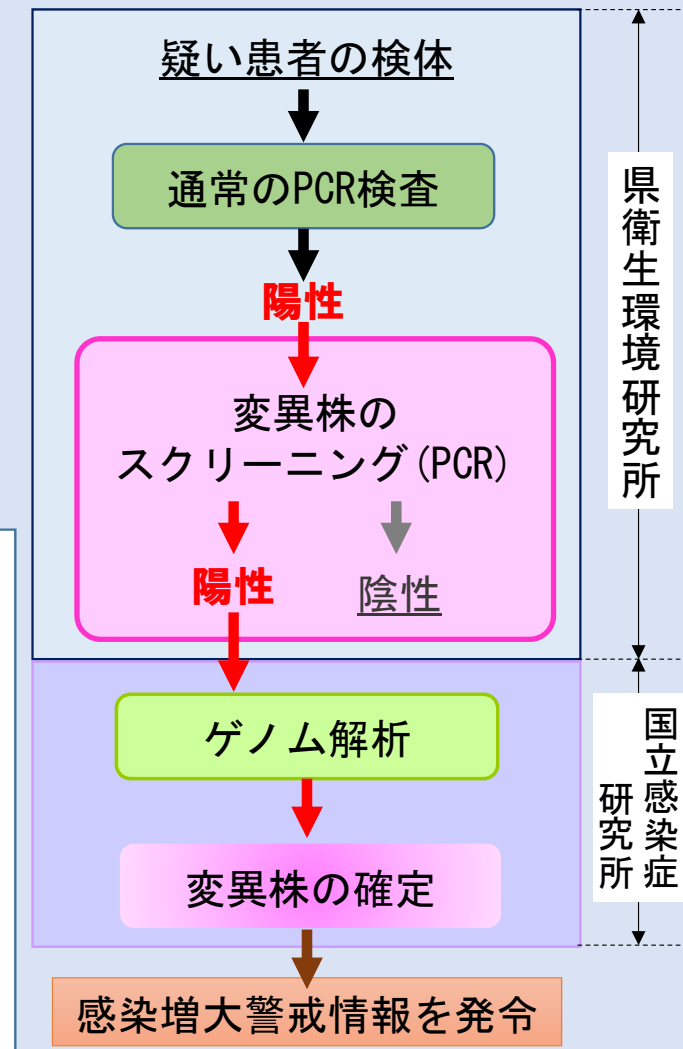 疑い患者の検体
通常のPCR検査
陽性
変異株の
スクリーニング(PCR)
陽性
陰性
県衛生環境研究所
ゲノム解析
変異株の確定
国立感染症
研究所
感染増大警戒情報を発令